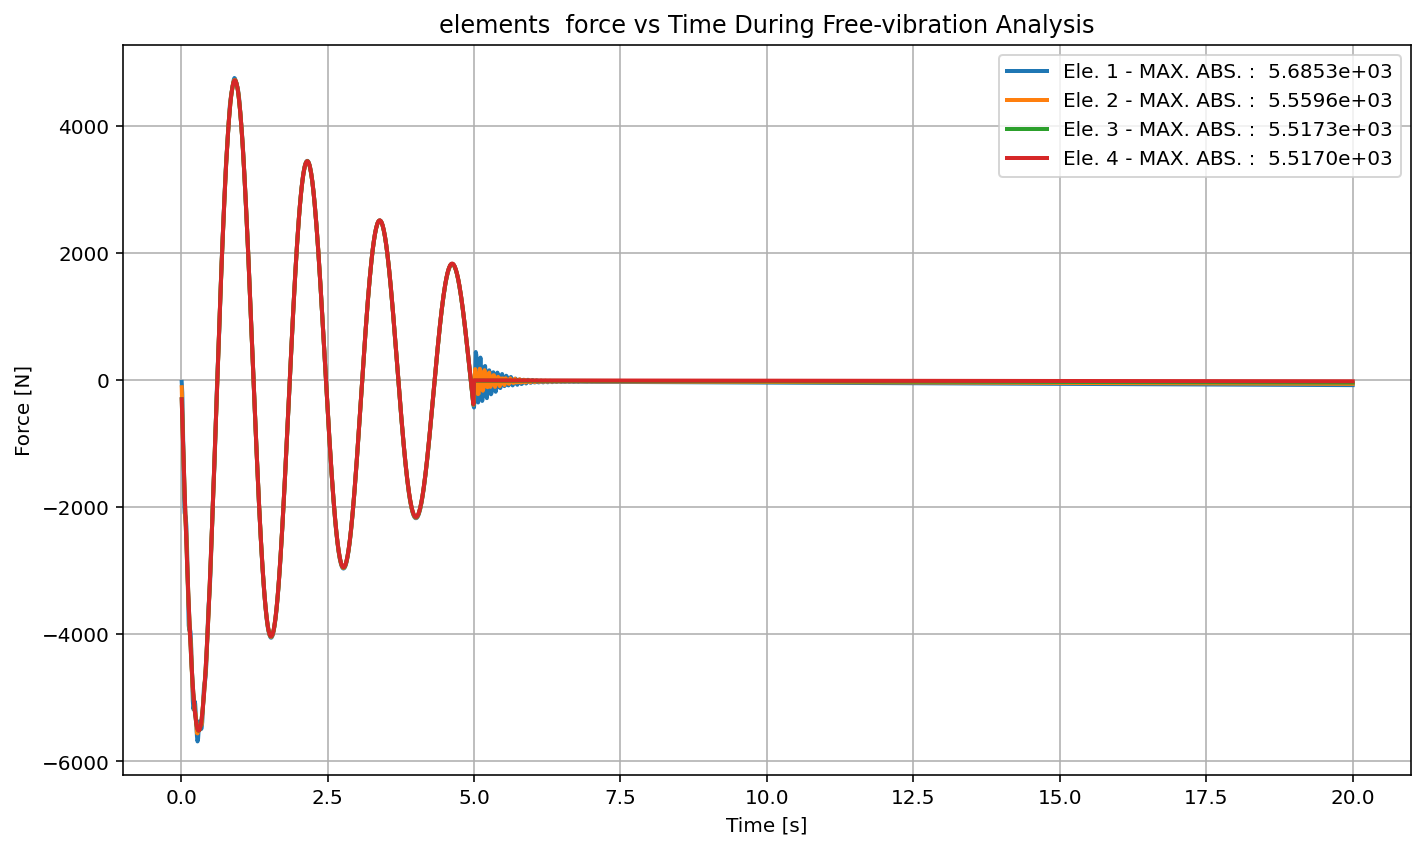 elements  force vs Time During Free-vibration Analysis
Ele. 1 - MAX. ABS. :  5.6853e+03
Ele. 2 - MAX. ABS. :  5.5596e+03
Ele. 3 - MAX. ABS. :  5.5173e+03
Ele. 4 - MAX. ABS. :  5.5170e+03
Force [N]
4000
2000
0
−2000
−4000
−6000
0.0 2.5 5.0 7.5 10.0 12.5 15.0 17.5 20.0
Time [s]